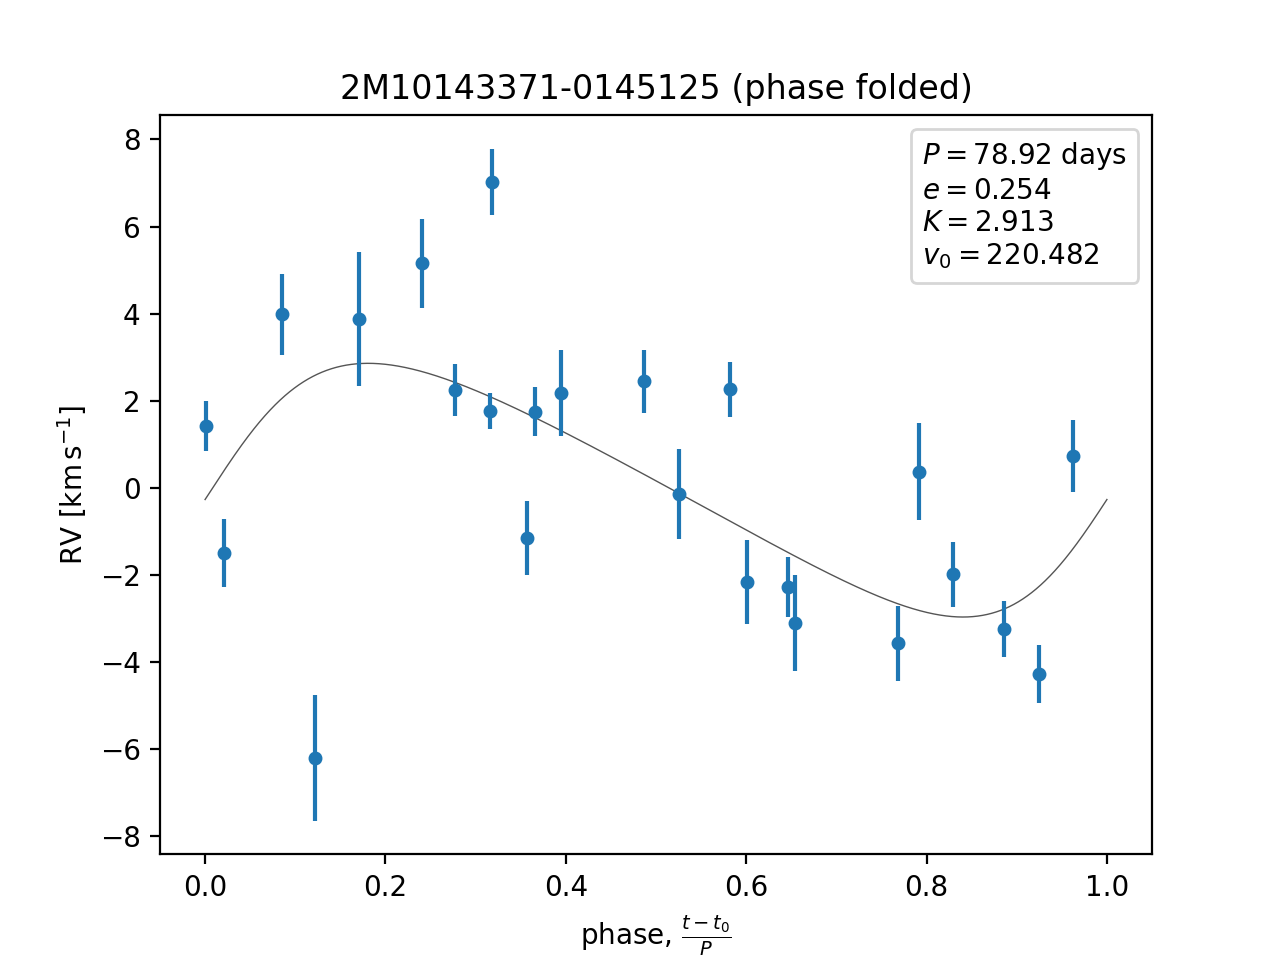 2M10143371-0145125 (phase folded)
P = 78.92 days
e = 0.254
K = 2.913
v₀ = 220.482
RV [km s⁻¹]
8
6
4
2
0
−2
−4
−6
−8
0.0 0.2 0.4 0.6 0.8 1.0
phase, (t − t₀)/P